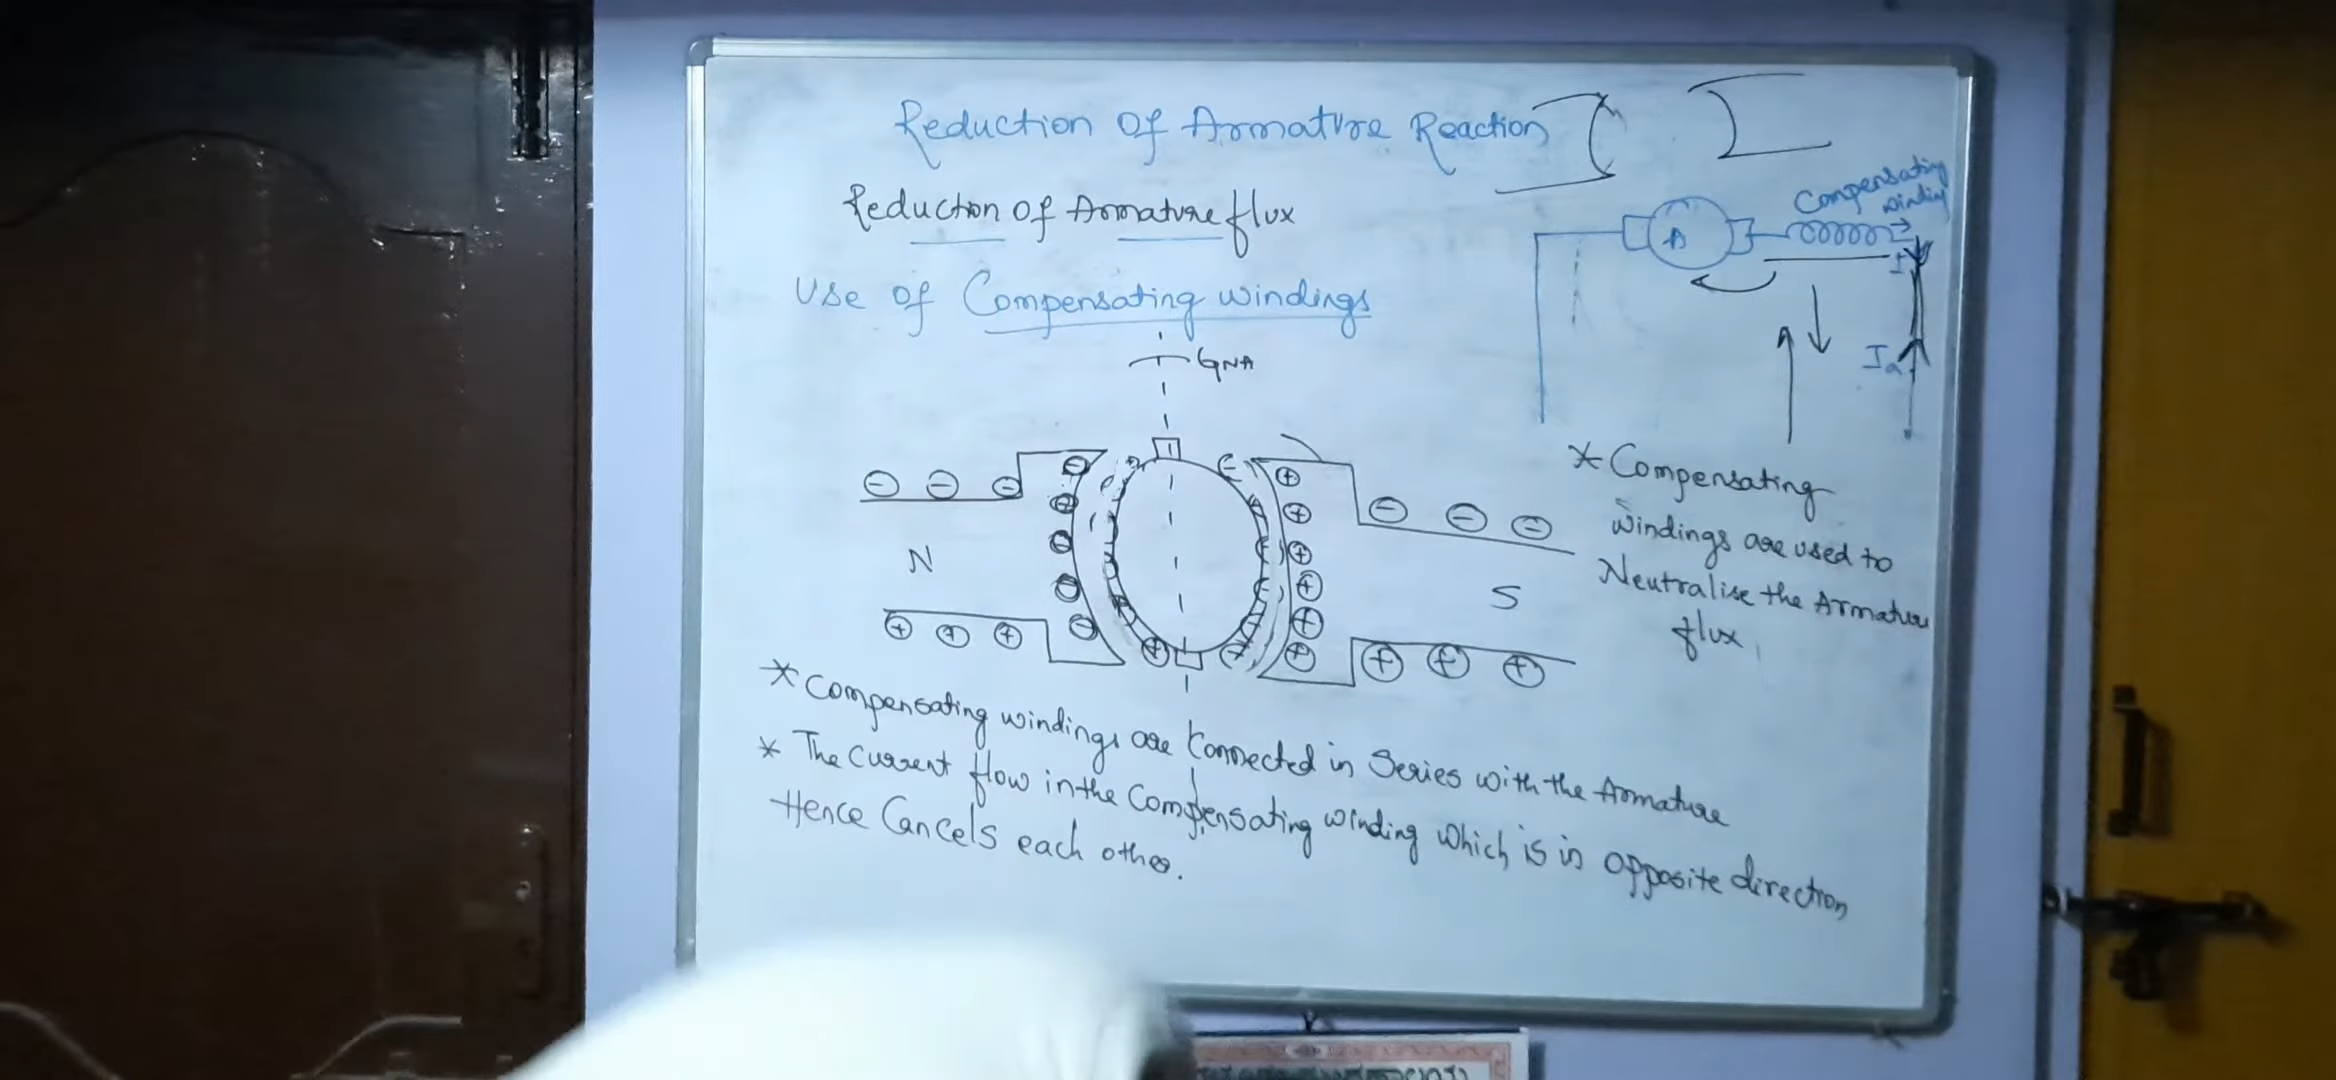 Reduction Of Armature Reaction
Reduction of Armature flux
Use of Compensating windings
GNA
N
S
Compensating
winding
A
I
Ia
* Compensating
windings are used to
Neutralise the Armature
flux
* Compensating windings are Connected in Series with the Armature
* The Current flow in the Compensating winding which is in opposite direction
Hence Cancels each other.